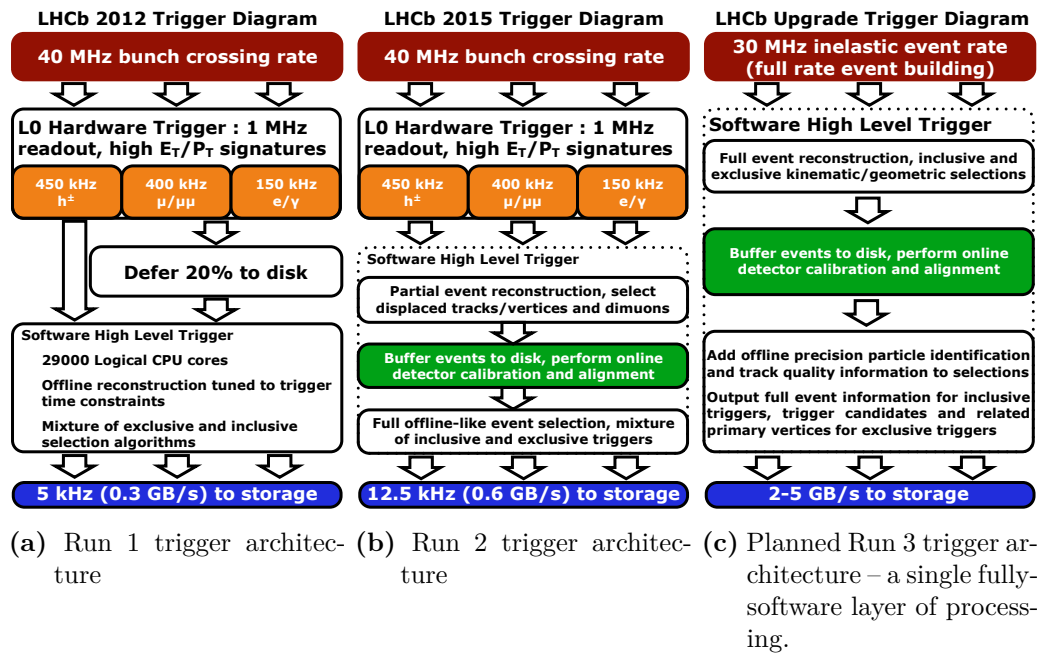 LHCb 2012 Trigger Diagram
40 MHz bunch crossing rate
L0 Hardware Trigger : 1 MHz
readout, high E_T/P_T signatures
450 kHz
h±
400 kHz
μ/μμ
150 kHz
e/γ
Defer 20% to disk
Software High Level Trigger
29000 Logical CPU cores
Offline reconstruction tuned to trigger
time constraints
Mixture of exclusive and inclusive
selection algorithms
5 kHz (0.3 GB/s) to storage
(a) Run 1 trigger architec-
ture
LHCb 2015 Trigger Diagram
40 MHz bunch crossing rate
L0 Hardware Trigger : 1 MHz
readout, high E_T/P_T signatures
450 kHz
h±
400 kHz
μ/μμ
150 kHz
e/γ
Software High Level Trigger
Partial event reconstruction, select
displaced tracks/vertices and dimuons
Buffer events to disk, perform online
detector calibration and alignment
Full offline-like event selection, mixture
of inclusive and exclusive triggers
12.5 kHz (0.6 GB/s) to storage
(b) Run 2 trigger architec-
ture
LHCb Upgrade Trigger Diagram
30 MHz inelastic event rate
(full rate event building)
Software High Level Trigger
Full event reconstruction, inclusive and
exclusive kinematic/geometric selections
Buffer events to disk, perform online
detector calibration and alignment
Add offline precision particle identification
and track quality information to selections
Output full event information for inclusive
triggers, trigger candidates and related
primary vertices for exclusive triggers
2-5 GB/s to storage
(c) Planned Run 3 trigger ar-
chitecture – a single fully-
software layer of process-
ing.